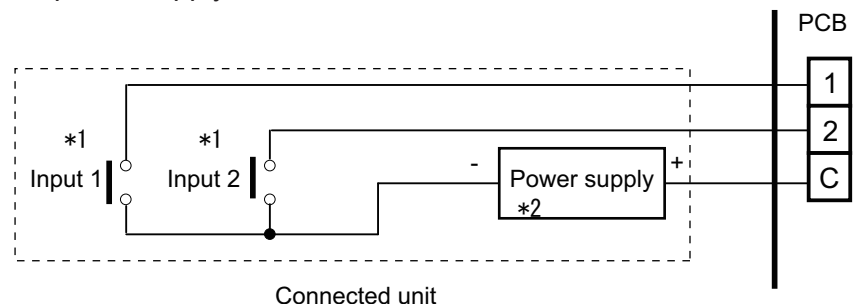 PCB
1
*1
*1
2
-
+
Input 1
Input 2
Power supply
C
*2
Connected unit